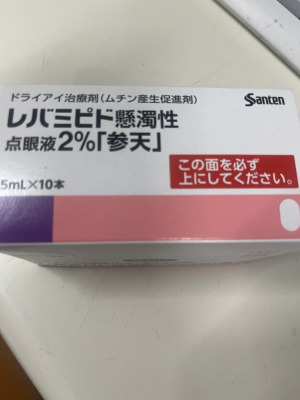 ドライアイ治療剤(ムチン産生促進剤)
Santen
レバミピド懸濁性
点眼液2%「参天」
この面を必ず
上にしてください。
5mL×10本